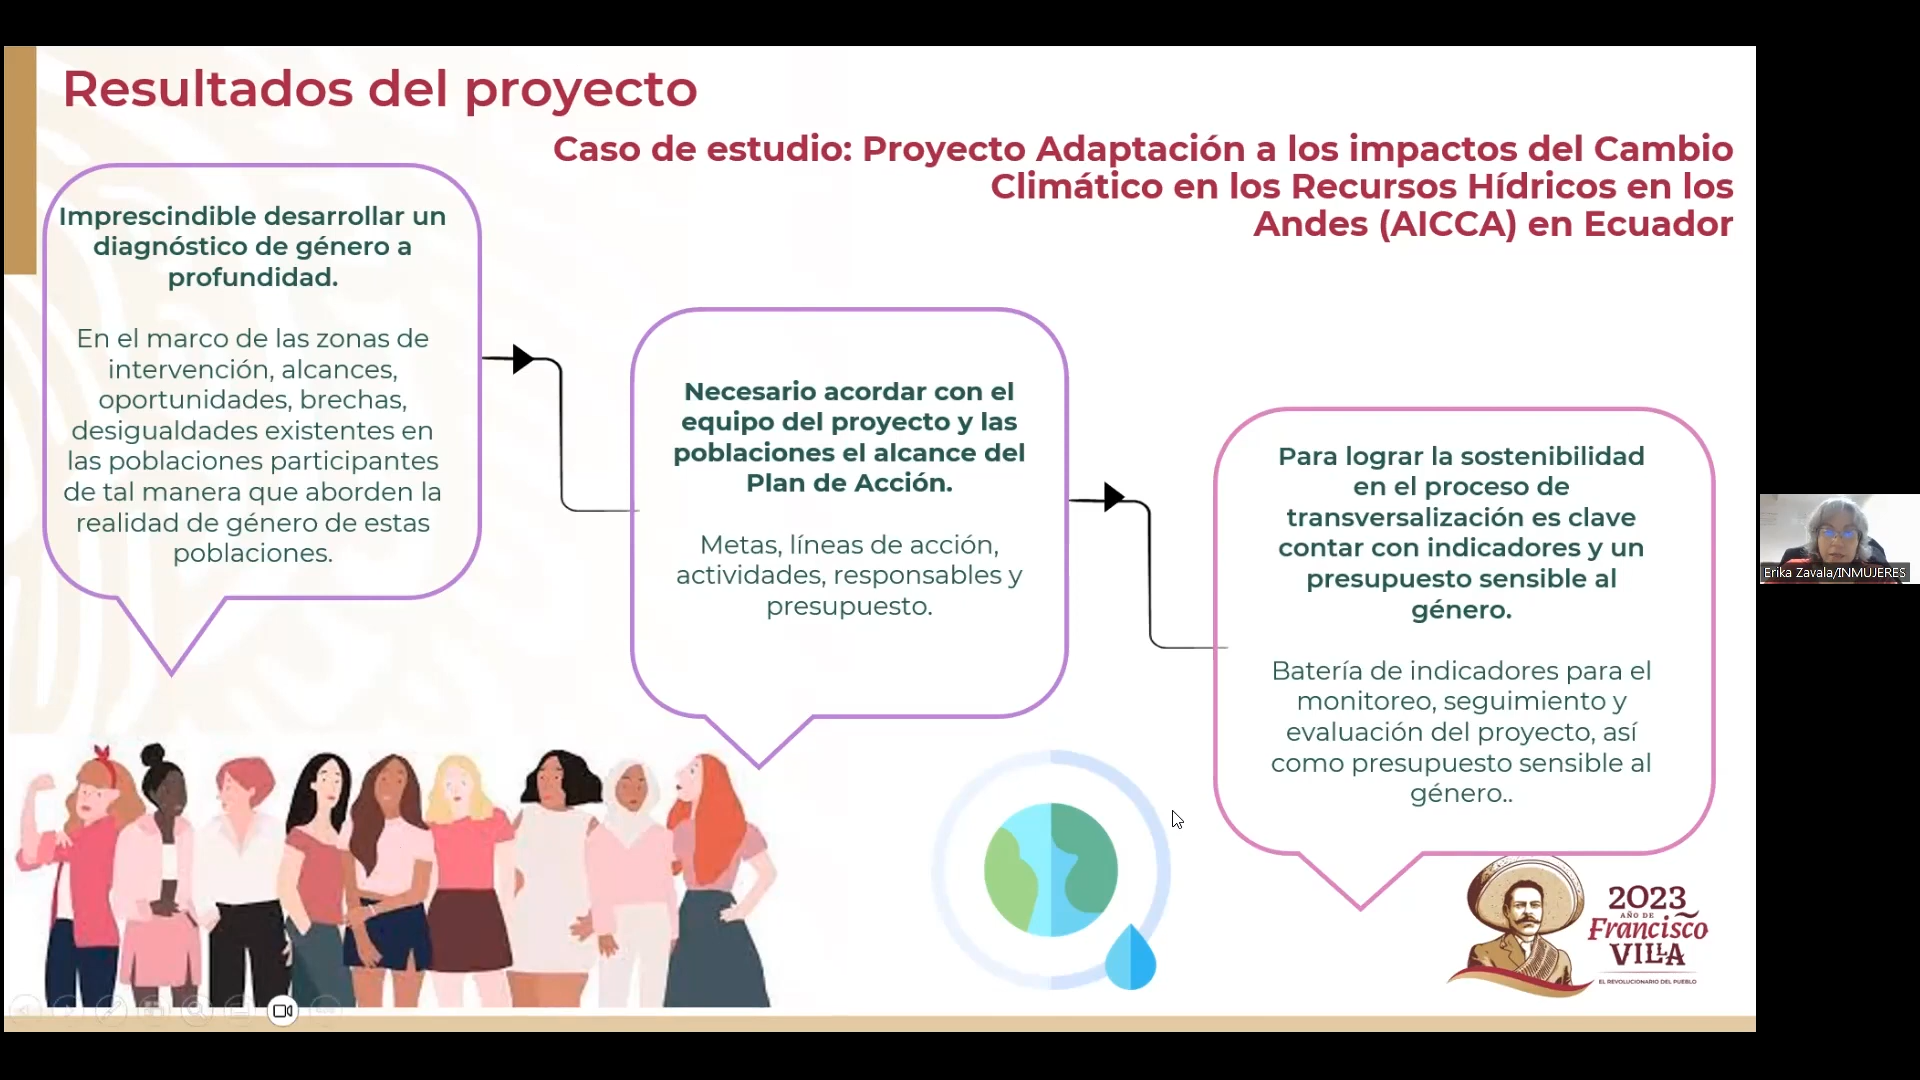 Resultados del proyecto
Caso de estudio: Proyecto Adaptación a los impactos del Cambio
Climático en los Recursos Hídricos en los
Andes (AICCA) en Ecuador
Imprescindible desarrollar un
diagnóstico de género a
profundidad.
En el marco de las zonas de
intervención, alcances,
oportunidades, brechas,
desigualdades existentes en
las poblaciones participantes
de tal manera que aborden la
realidad de género de estas
poblaciones.
Necesario acordar con el
equipo del proyecto y las
poblaciones el alcance del
Plan de Acción.
Metas, líneas de acción,
actividades, responsables y
presupuesto.
Para lograr la sostenibilidad
en el proceso de
transversalización es clave
contar con indicadores y un
presupuesto sensible al
género.
Batería de indicadores para el
monitoreo, seguimiento y
evaluación del proyecto, así
como presupuesto sensible al
género..
2023
AÑO DE
Francisco
VILLA
EL REVOLUCIONARIO DEL PUEBLO
Erika Zavala/INMUJERES